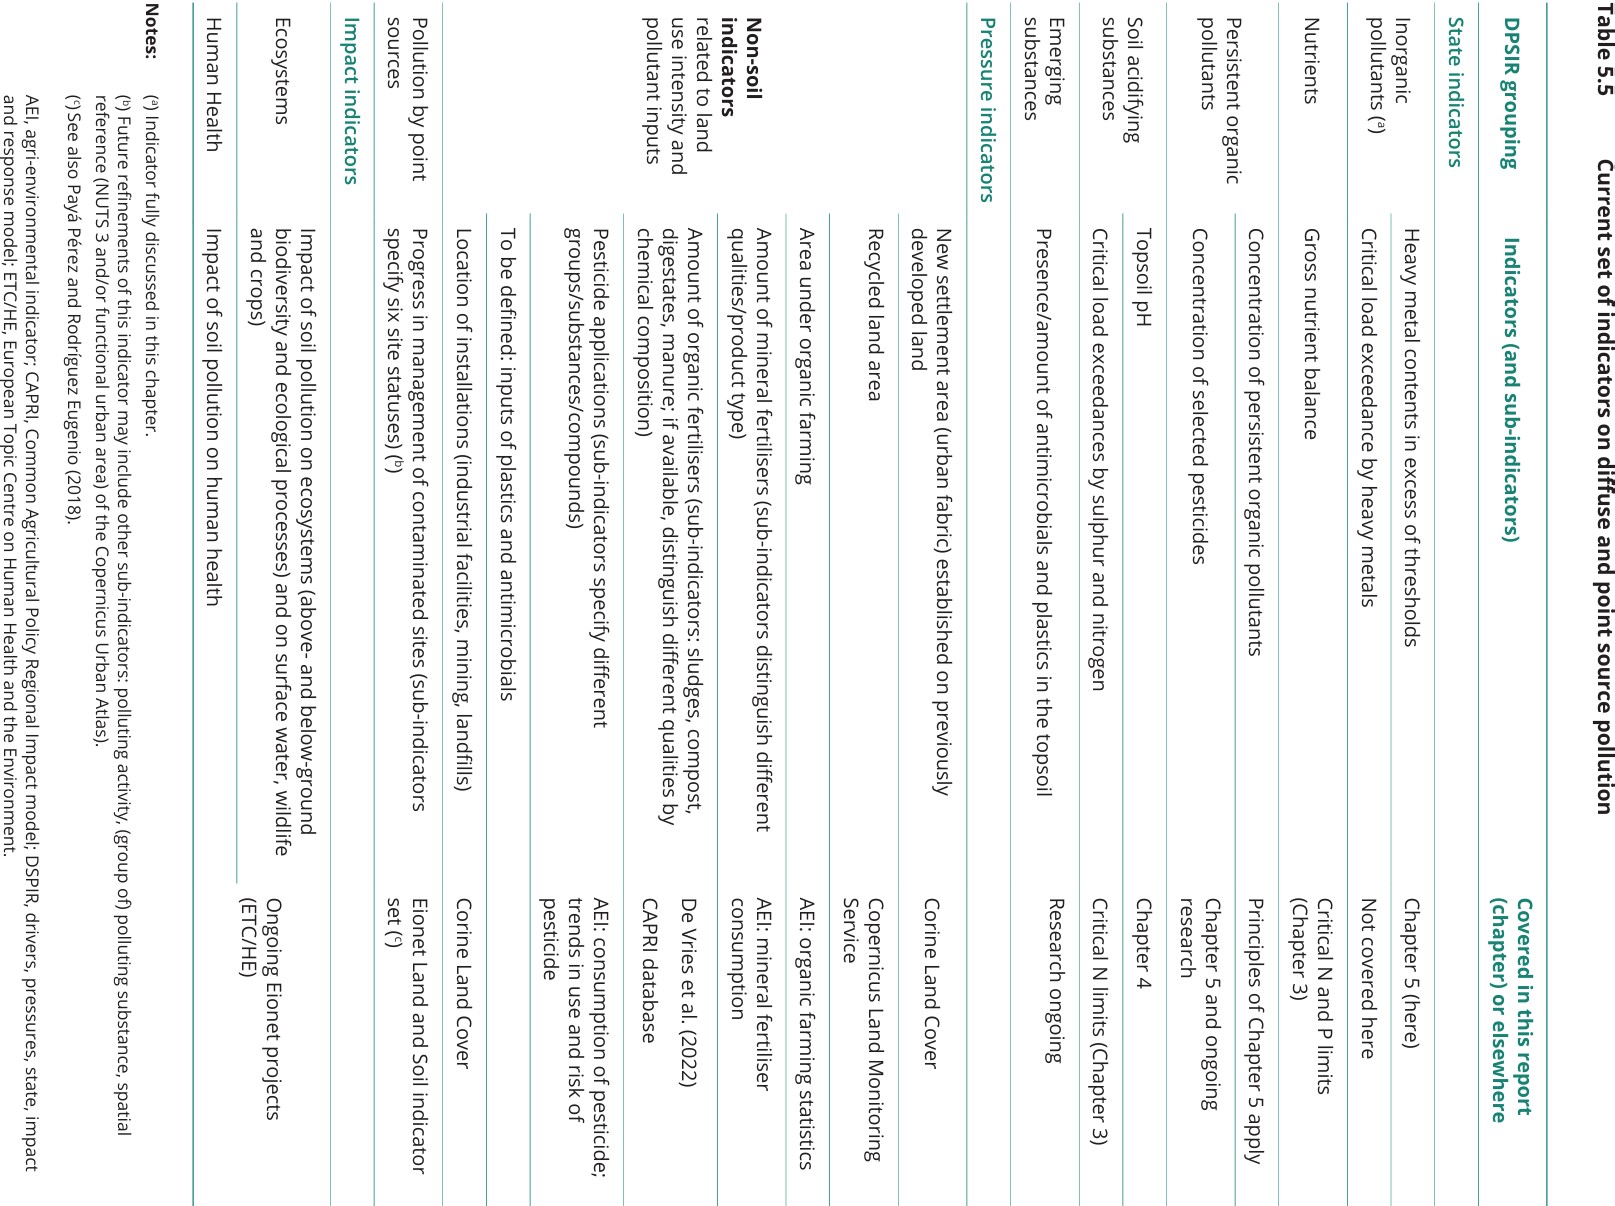 Table 5.5 Current set of indicators on diffuse and point source pollution
DPSIR grouping
Indicators (and sub-indicators)
Covered in this report
(chapter) or elsewhere
State indicators
Inorganic
pollutants (ᵃ)
Heavy metal contents in excess of thresholds
Chapter 5 (here)
Critical load exceedance by heavy metals
Not covered here
Nutrients
Gross nutrient balance
Critical N and P limits
(Chapter 3)
Persistent organic
pollutants
Concentration of persistent organic pollutants
Principles of Chapter 5 apply
Concentration of selected pesticides
Chapter 5 and ongoing
research
Soil acidifying
substances
Topsoil pH
Chapter 4
Critical load exceedances by sulphur and nitrogen
Critical N limits (Chapter 3)
Emerging
substances
Presence/amount of antimicrobials and plastics in the topsoil
Research ongoing
Pressure indicators
Non-soil
indicators
related to land
use intensity and
pollutant inputs
New settlement area (urban fabric) established on previously
developed land
Corine Land Cover
Recycled land area
Copernicus Land Monitoring
Service
Area under organic farming
AEI: organic farming statistics
Amount of mineral fertilisers (sub-indicators distinguish different
qualities/product type)
AEI: mineral fertiliser
consumption
Amount of organic fertilisers (sub-indicators: sludges, compost,
digestates, manure; if available, distinguish different qualities by
chemical composition)
De Vries et al. (2022)
CAPRI database
Pesticide applications (sub-indicators specify different
groups/substances/compounds)
AEI: consumption of pesticide;
trends in use and risk of
pesticide
To be defined: inputs of plastics and antimicrobials
Location of installations (industrial facilities, mining, landfills)
Corine Land Cover
Pollution by point
sources
Progress in management of contaminated sites (sub-indicators
specify six site statuses) (ᵇ)
Eionet Land and Soil indicator
set (ᶜ)
Impact indicators
Ecosystems
Impact of soil pollution on ecosystems (above- and below-ground
biodiversity and ecological processes) and on surface water, wildlife
and crops)
Ongoing Eionet projects
(ETC/HE)
Human Health
Impact of soil pollution on human health
Notes: (ᵃ) Indicator fully discussed in this chapter.
(ᵇ) Future refinements of this indicator may include other sub-indicators: polluting activity, (group of) polluting substance, spatial
reference (NUTS 3 and/or functional urban area) of the Copernicus Urban Atlas).
(ᶜ) See also Payá Pérez and Rodríguez Eugenio (2018).
AEI, agri-environmental indicator; CAPRI, Common Agricultural Policy Regional Impact model; DSPIR, drivers, pressures, state, impact
and response model; ETC/HE, European Topic Centre on Human Health and the Environment.